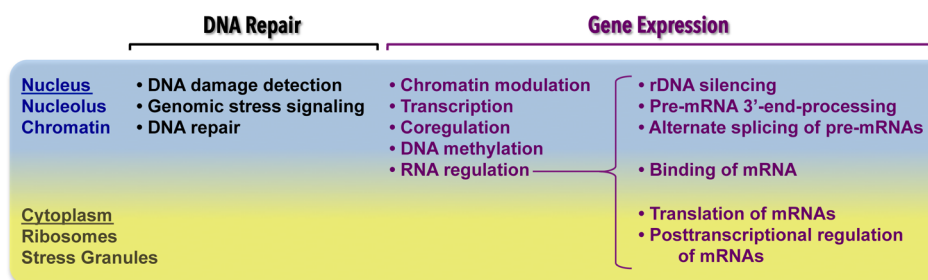 DNA Repair
Gene Expression
Nucleus
Nucleolus
Chromatin
• DNA damage detection
• Genomic stress signaling
• DNA repair
• Chromatin modulation
• Transcription
• Coregulation
• DNA methylation
• RNA regulation
• rDNA silencing
• Pre-mRNA 3’-end-processing
• Alternate splicing of pre-mRNAs
• Binding of mRNA
• Translation of mRNAs
• Posttranscriptional regulation
of mRNAs
Cytoplasm
Ribosomes
Stress Granules